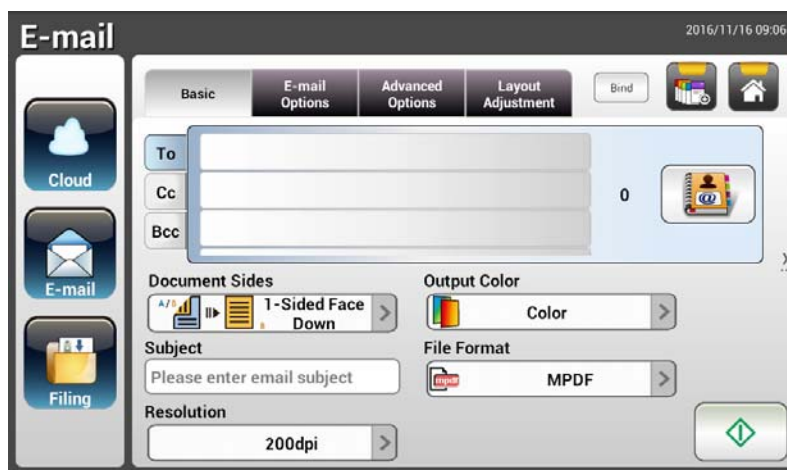 E-mail
2016/11/16 09:06
Basic
E-mail Options
Advanced Options
Layout Adjustment
Bind
Cloud
E-mail
Filing
To
Cc
Bcc
0
Document Sides
1-Sided Face
Down
Output Color
Color
Subject
Please enter email subject
File Format
MPDF
Resolution
200dpi